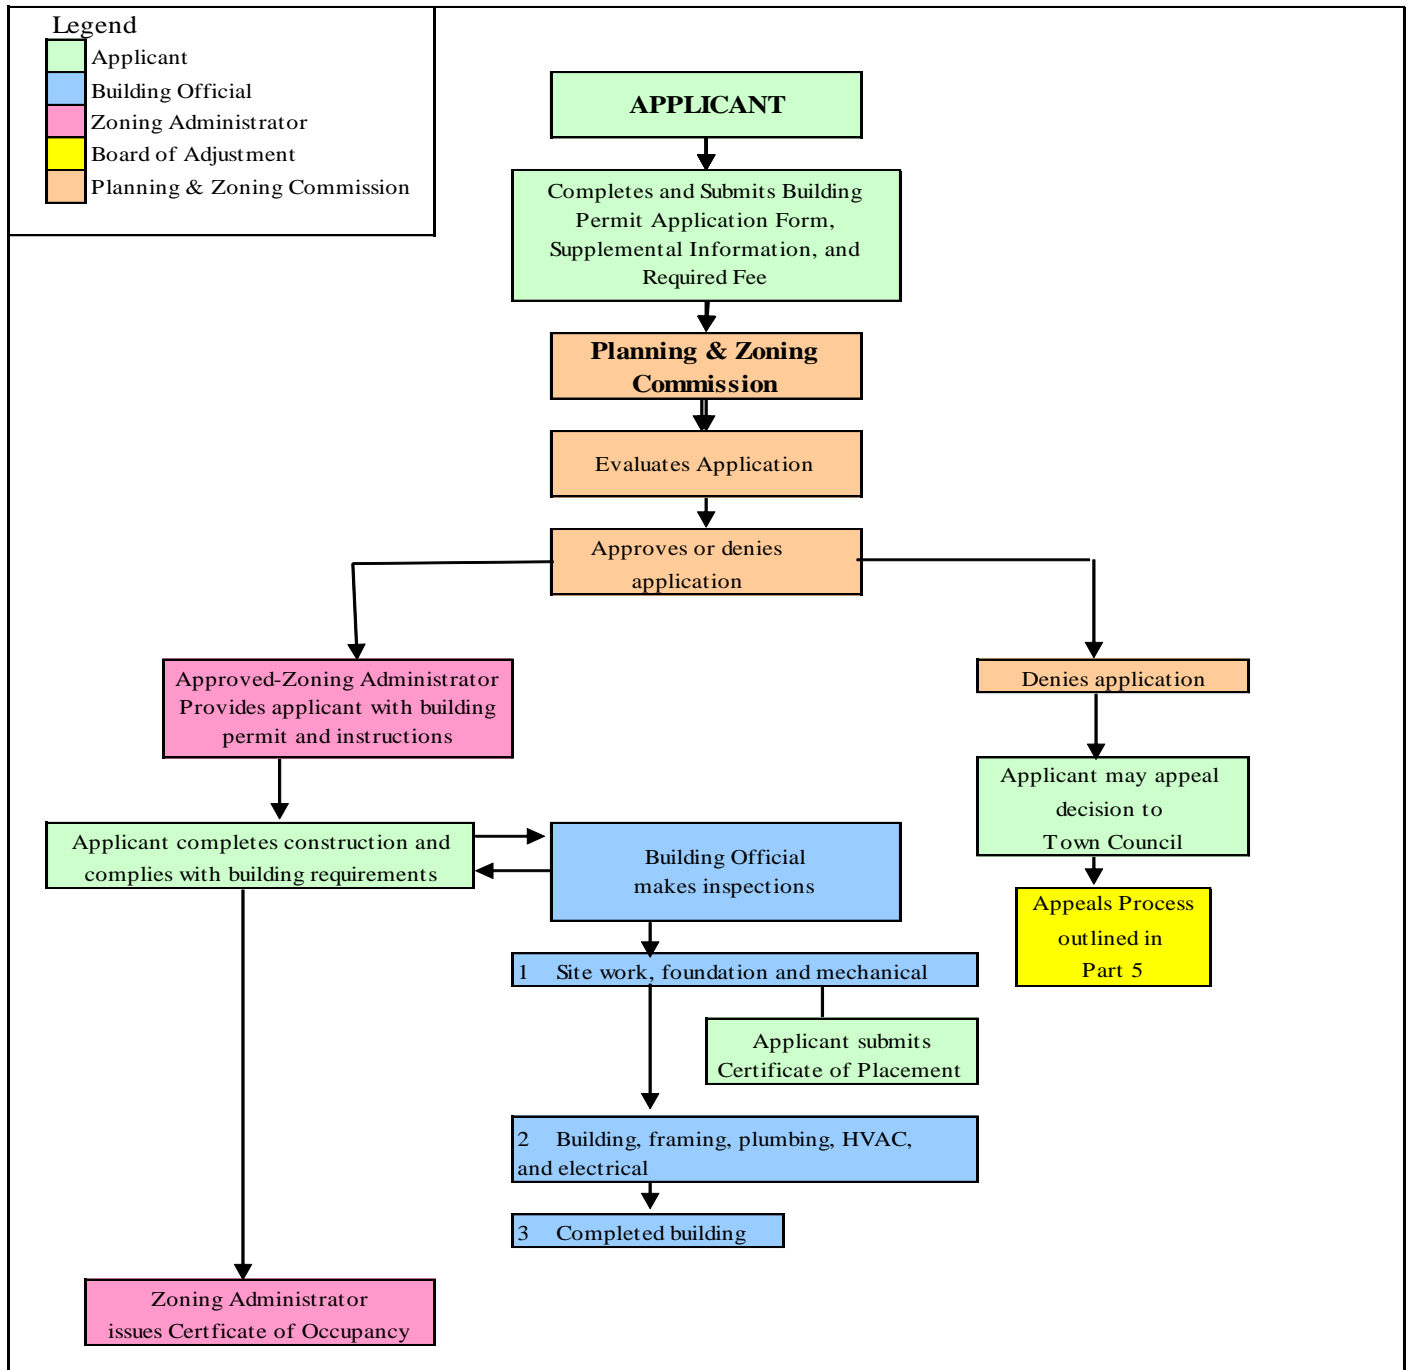 Legend
Applicant
Building Official
Zoning Administrator
Board of Adjustment
Planning & Zoning Commission
APPLICANT
Completes and Submits Building
Permit Application Form,
Supplemental Information, and
Required Fee
Planning & Zoning
Commission
Evaluates Application
Approves or denies
application
Approved-Zoning Administrator
Provides applicant with building
permit and instructions
Denies application
Applicant may appeal
decision to
Town Council
Applicant completes construction and
complies with building requirements
Building Official
makes inspections
Appeals Process
outlined in
Part 5
1 Site work, foundation and mechanical
Applicant submits
Certificate of Placement
2 Building, framing, plumbing, HVAC,
and electrical
3 Completed building
Zoning Administrator
issues Certficate of Occupancy